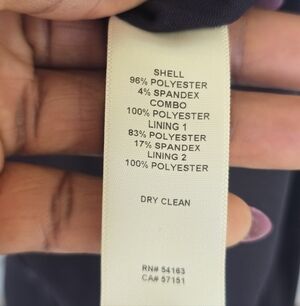 SHELL
96% POLYESTER
4% SPANDEX
COMBO
100% POLYESTER
LINING 1
83% POLYESTER
17% SPANDEX
LINING 2
100% POLYESTER
DRY CLEAN
RN# 54163
CA# 57151